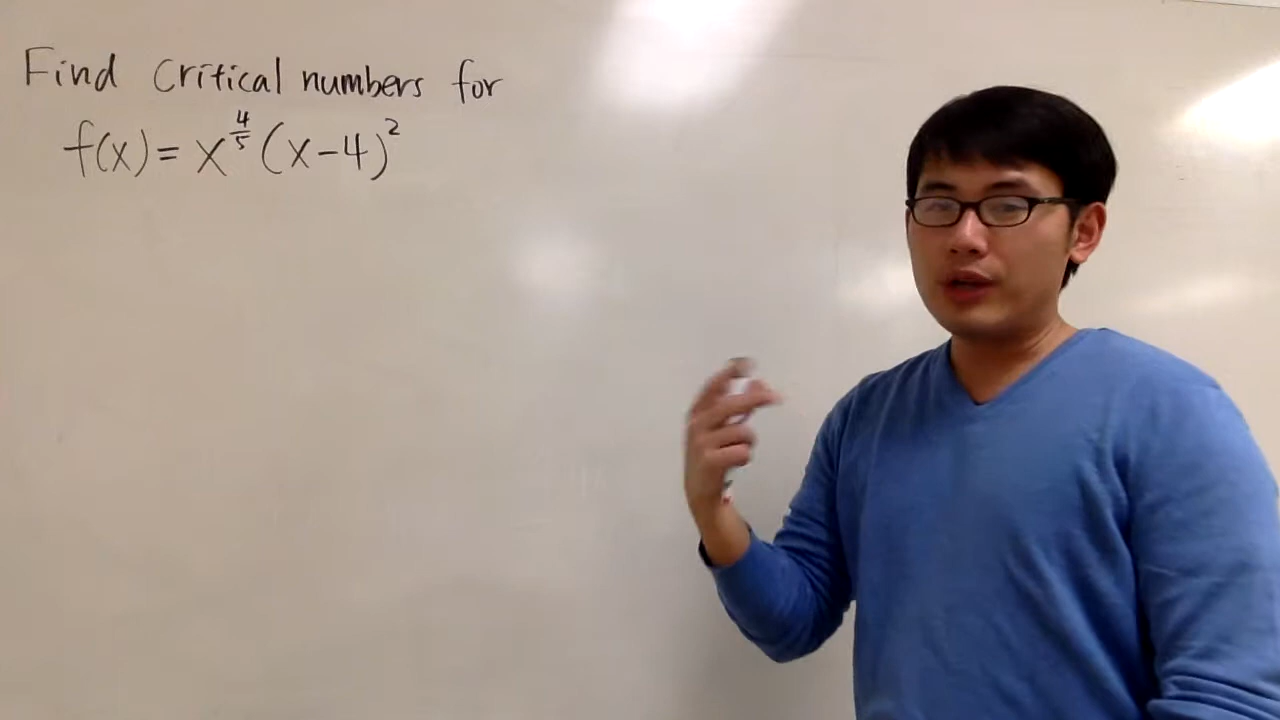 Find critical numbers for
f(x) = x^{4/5} (x-4)^2